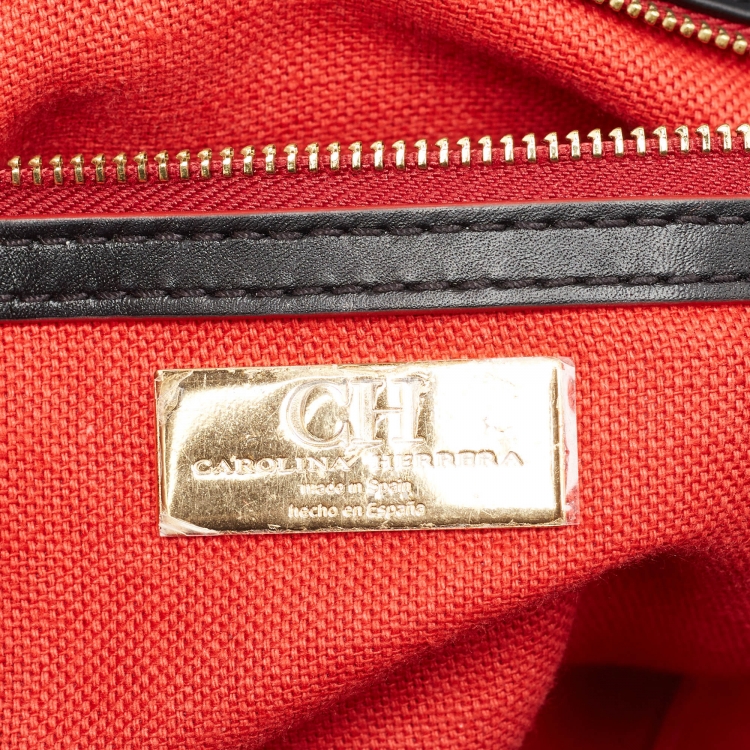 CH
CAROLINA HERRERA
made in Spain
hecho en España